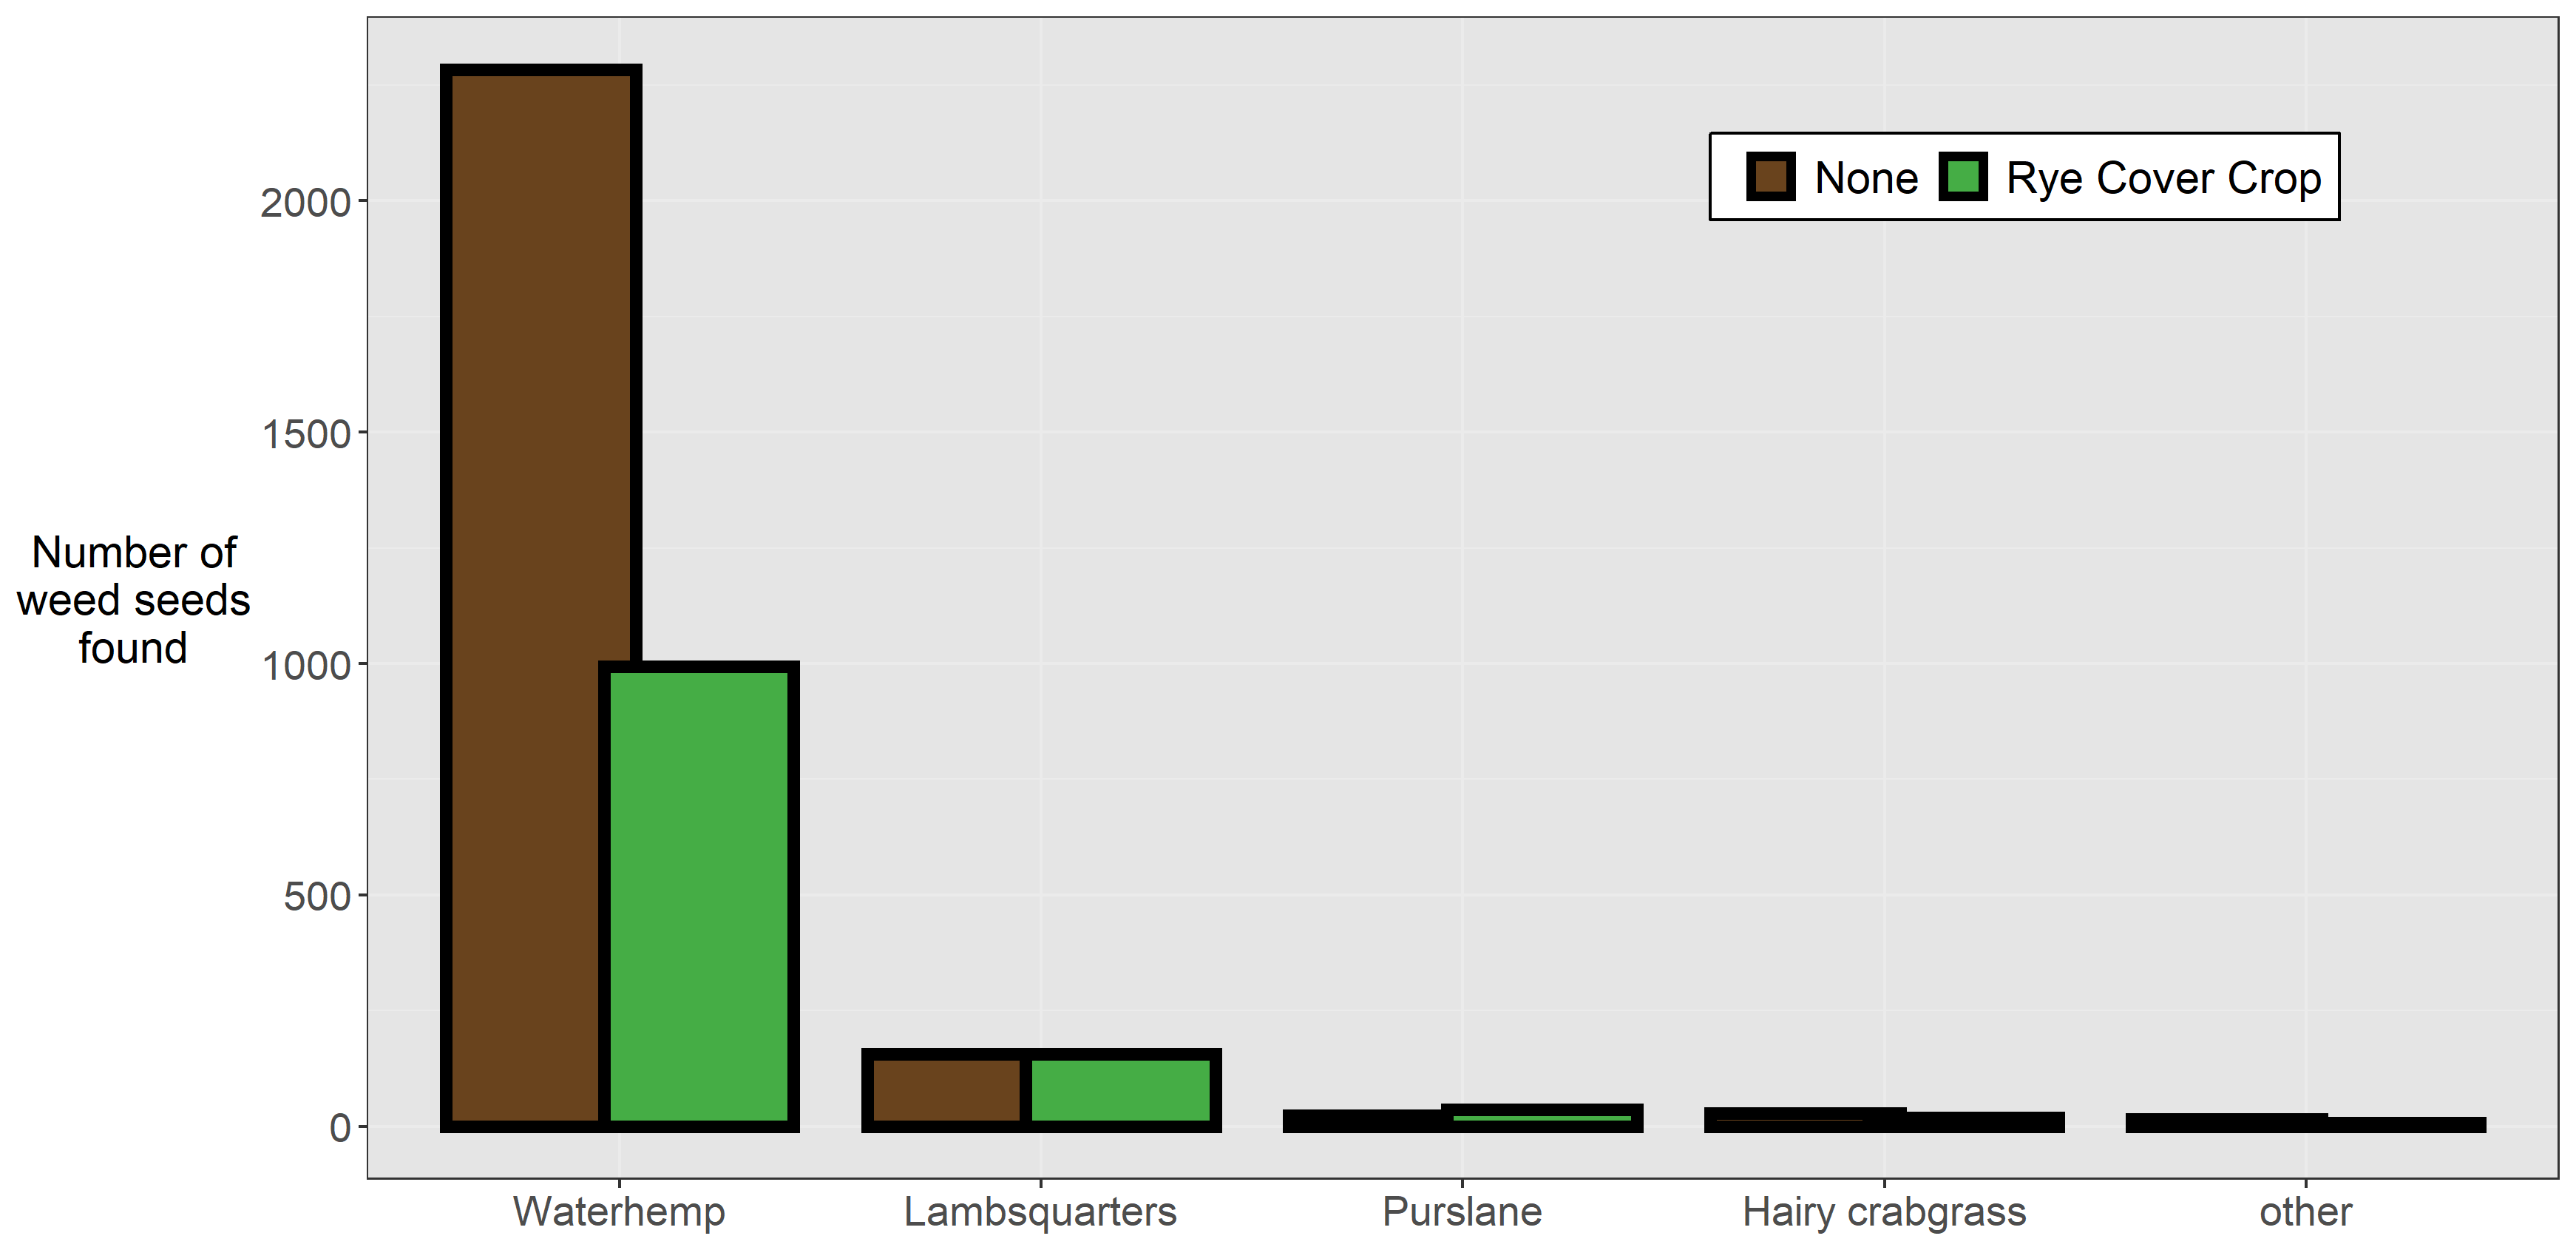 Number of
weed seeds
found
2000
1500
1000
500
0
None
Rye Cover Crop
Waterhemp
Lambsquarters
Purslane
Hairy crabgrass
other